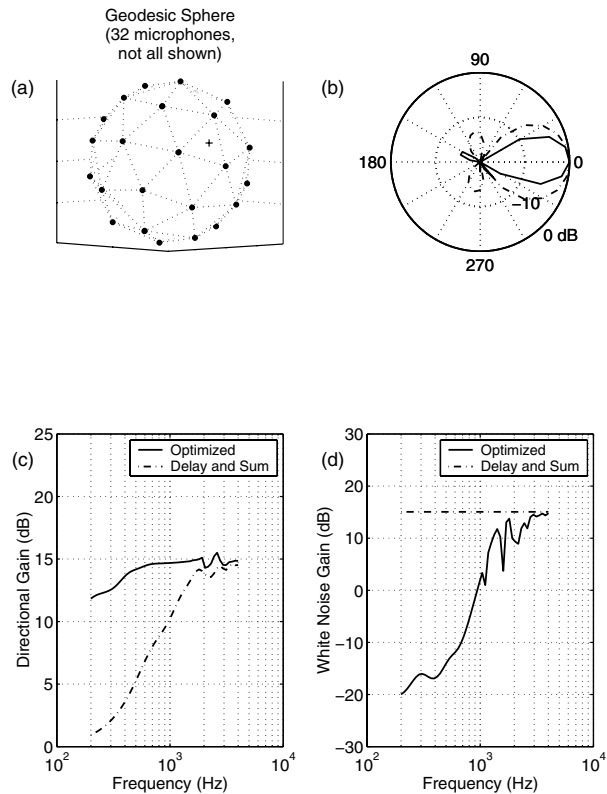 Geodesic Sphere
(32 microphones,
not all shown)
(a)
(b)
90
180
0
−10
0 dB
270
25
20
15
10
5
0
Directional Gain (dB)
(c)
Optimized
Delay and Sum
10^2
10^3
10^4
Frequency (Hz)
30
20
15
10
0
−10
−20
−30
White Noise Gain (dB)
(d)
Optimized
Delay and Sum
10^2
10^3
10^4
Frequency (Hz)